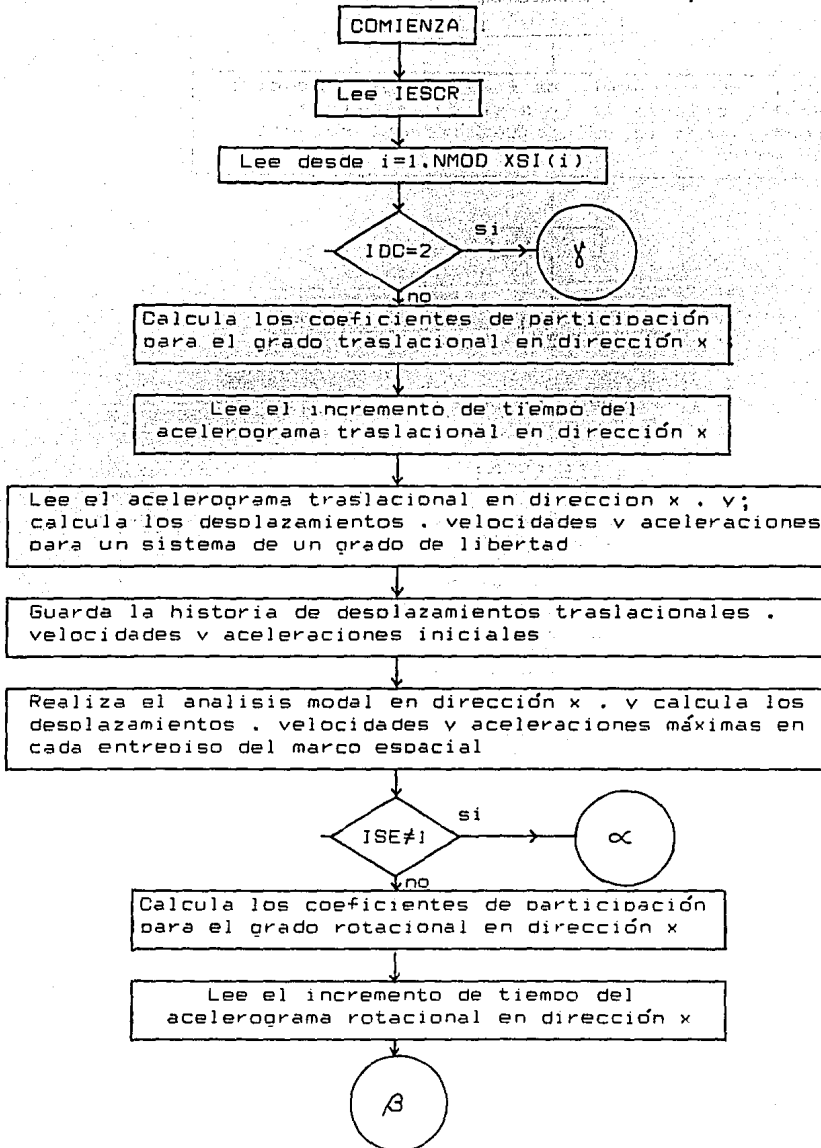 COMIENZA
Lee IESCR
Lee desde i=1.NMOD XSI(i)
IDC=2
si
γ
no
Calcula los coeficientes de participación
para el grado traslacional en dirección x
Lee el incremento de tiempo del
acelerograma traslacional en dirección x
Lee el acelerograma traslacional en direccion x . y;
calcula los desplazamientos . velocidades y aceleraciones
para un sistema de un grado de libertad
Guarda la historia de desplazamientos traslacionales .
velocidades y aceleraciones iniciales
Realiza el analisis modal en dirección x . y calcula los
desplazamientos . velocidades y aceleraciones máximas en
cada entrepiso del marco espacial
ISE≠1
si
∝
no
Calcula los coeficientes de participación
para el grado rotacional en dirección x
Lee el incremento de tiempo del
acelerograma rotacional en dirección x
β